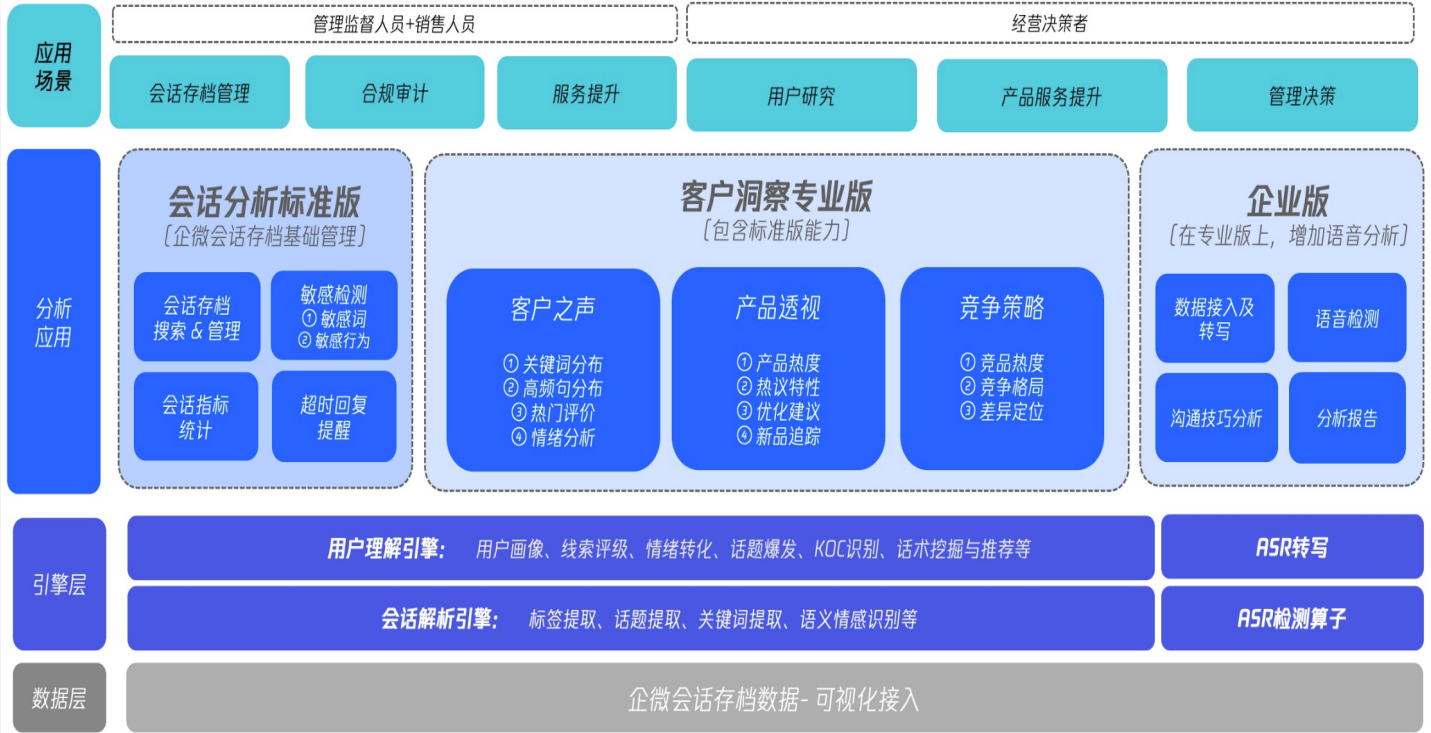 应用
场景
管理监督人员+销售人员
经营决策者
会话存档管理
合规审计
服务提升
用户研究
产品服务提升
管理决策
分析
应用
会话分析标准版
〔企微会话存档基础管理〕
会话存档
搜索 & 管理
敏感检测
① 敏感词
② 敏感行为
会话指标
统计
超时回复
提醒
客户洞察专业版
〔包含标准版能力〕
客户之声
① 关键词分布
② 高频句分布
③ 热门评价
④ 情绪分析
产品透视
① 产品热度
② 热议特性
③ 优化建议
④ 新品追踪
竞争策略
① 竞品热度
② 竞争格局
③ 差异定位
企业版
〔在专业版上，增加语音分析〕
数据接入及
转写
语音检测
沟通技巧分析
分析报告
引擎层
用户理解引擎： 用户画像、线索评级、情绪转化、话题爆发、KOC识别、话术挖掘与推荐等
ASR转写
会话解析引擎： 标签提取、话题提取、关键词提取、语义情感识别等
ASR检测算子
数据层
企微会话存档数据- 可视化接入